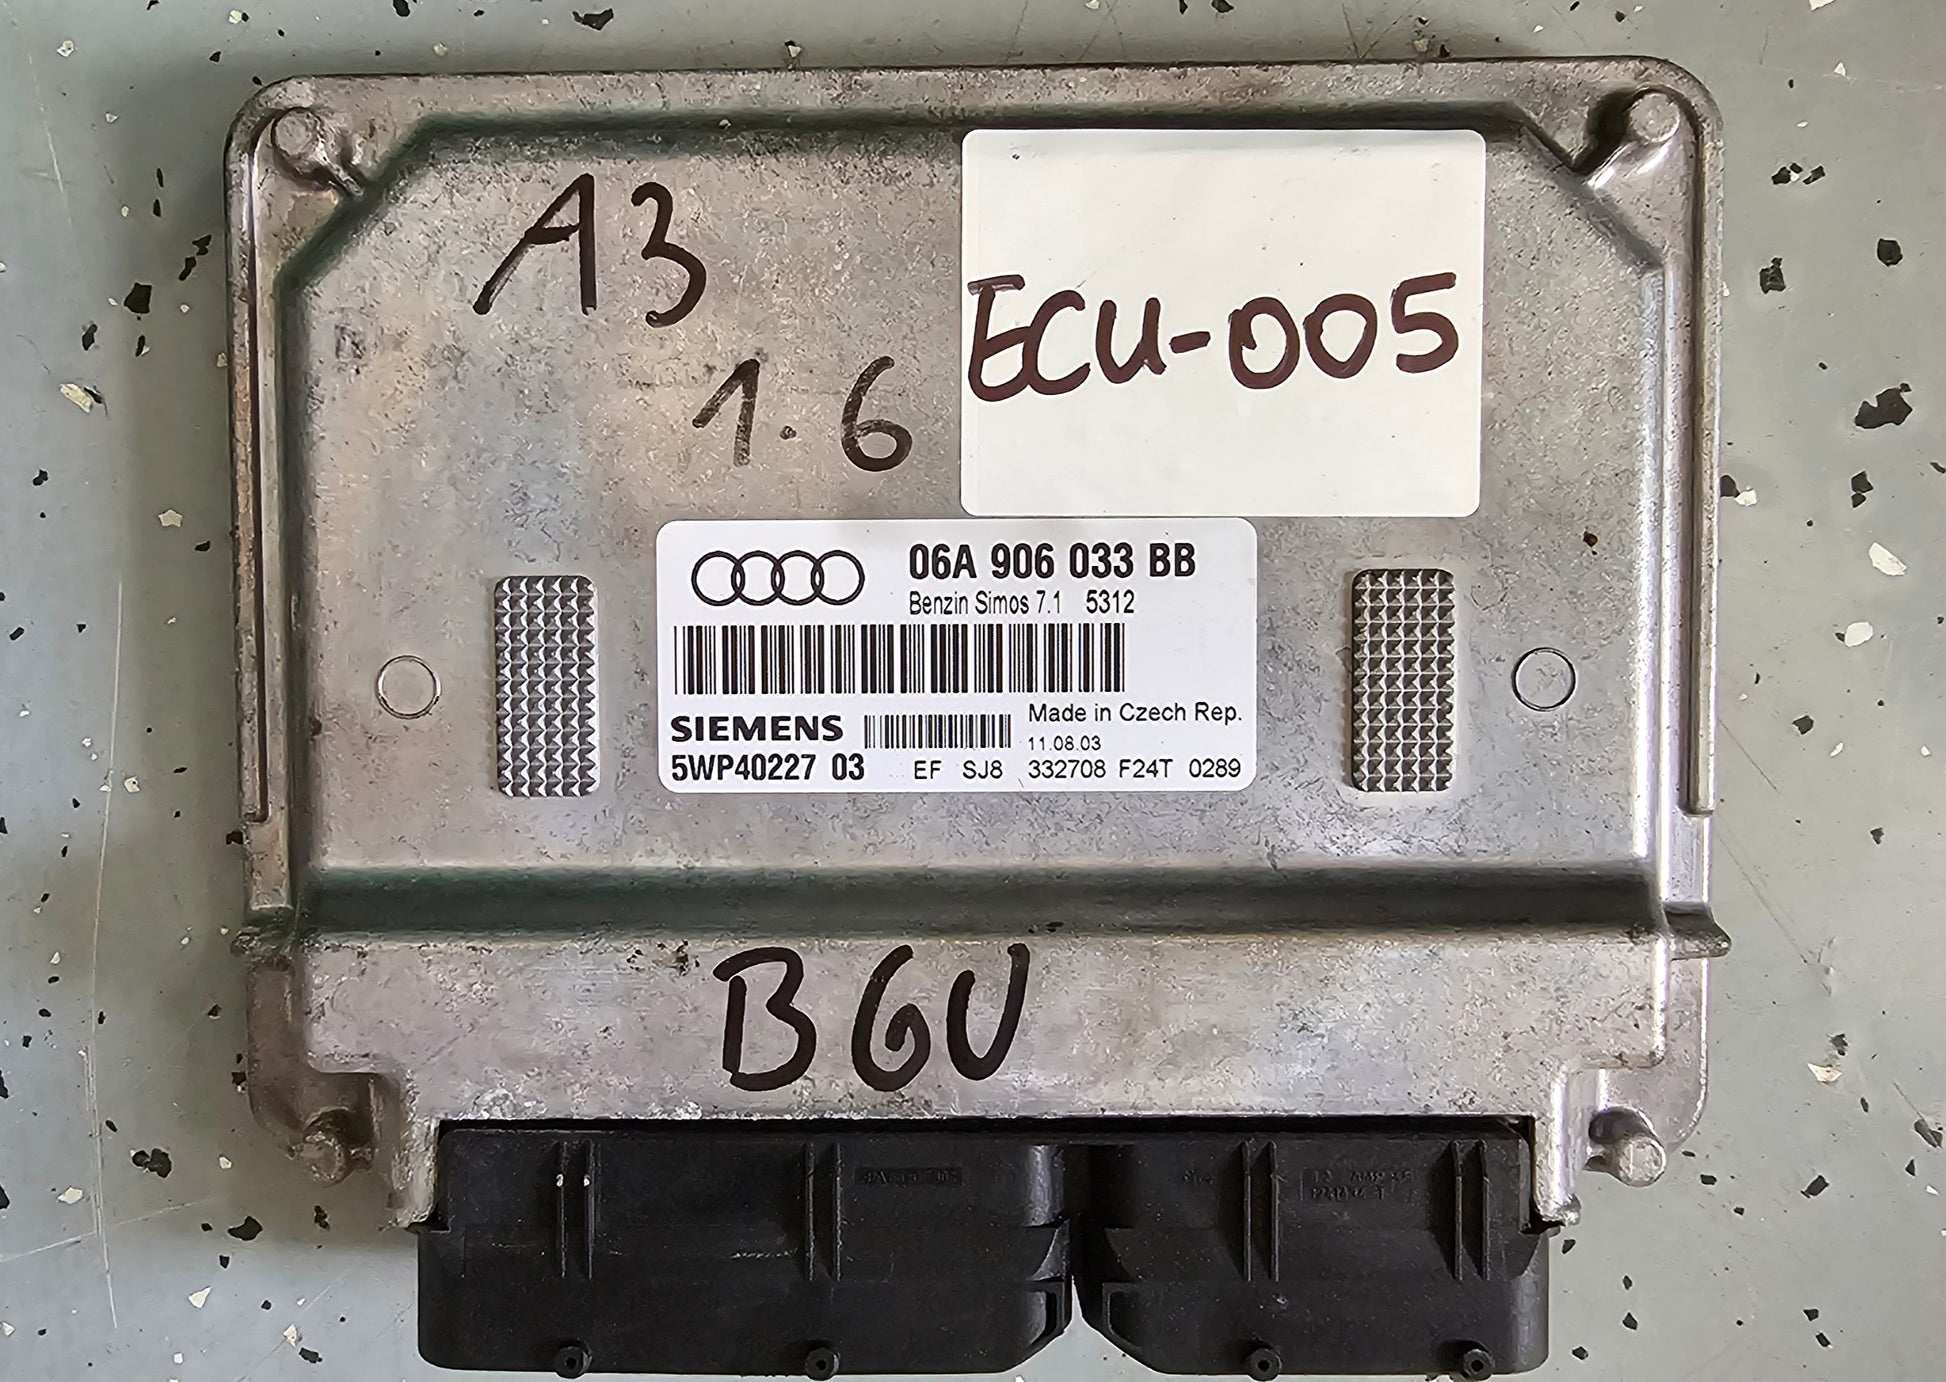 A3
1.6
ECU-005
06A 906 033 BB
Benzin Simos 7.1 5312
SIEMENS
Made in Czech Rep.
11.08.03
5WP40227 03 EF SJ8 332708 F24T 0289
BGU